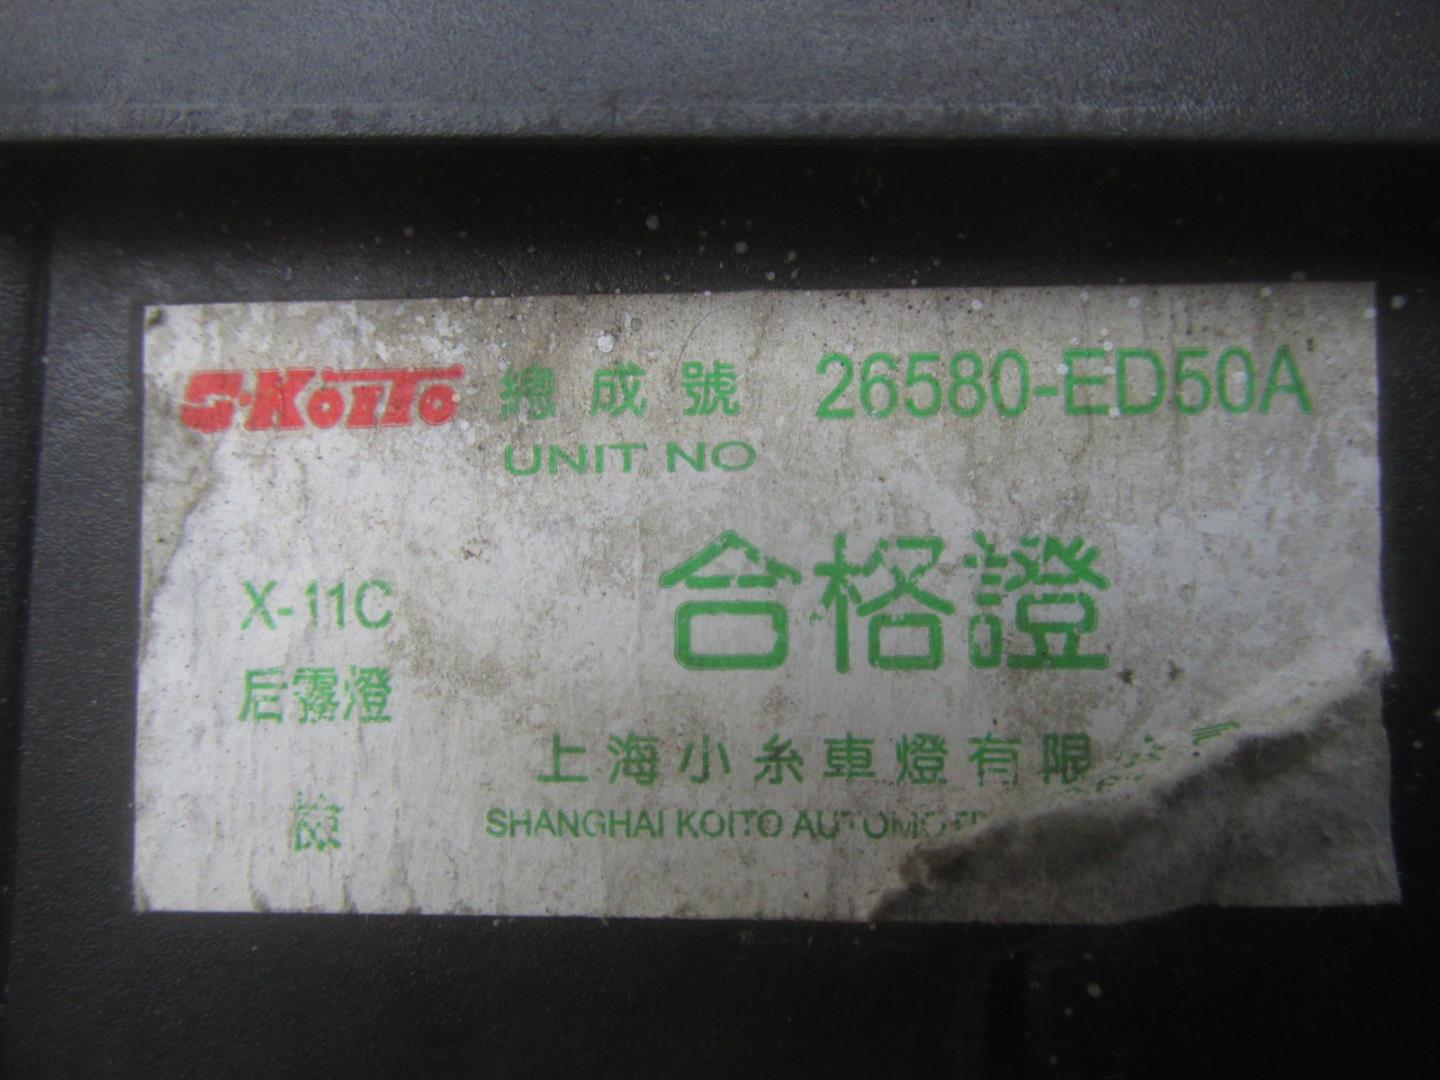 S·KOITO 總成號 26580-ED50A
UNIT NO
合格證
X-11C
后霧燈
上海小糸車燈有限
檢
SHANGHAI KOITO